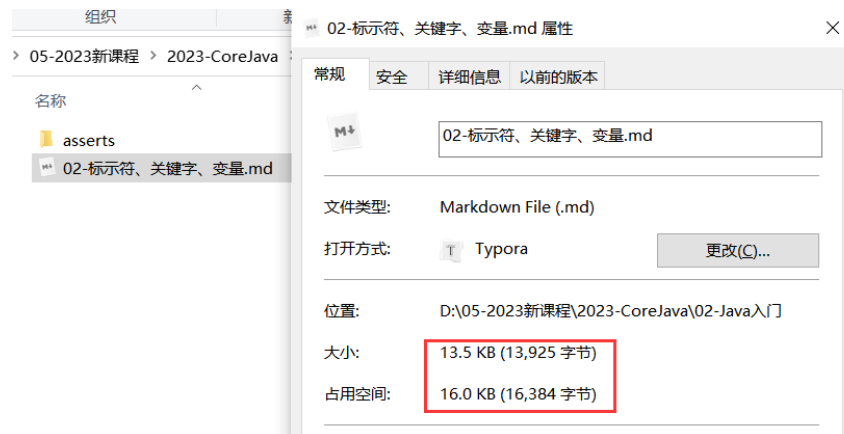 组织
02-标示符、关键字、变量.md 属性
05-2023新课程 > 2023-CoreJava
常规
安全
详细信息
以前的版本
名称
asserts
02-标示符、关键字、变量.md
M↓
02-标示符、关键字、变量.md
文件类型:
Markdown File (.md)
打开方式:
T
Typora
更改(C)...
位置:
D:\05-2023新课程\2023-CoreJava\02-Java入门
大小:
13.5 KB (13,925 字节)
占用空间:
16.0 KB (16,384 字节)